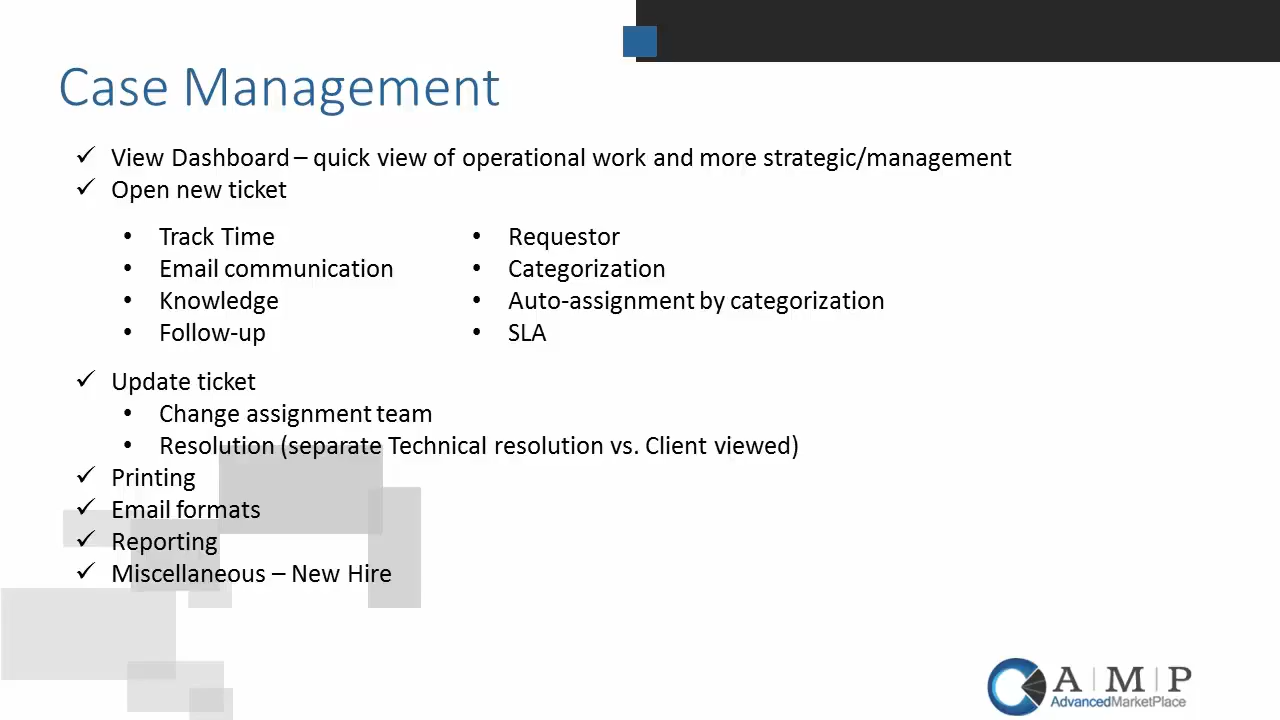 Case Management
✓ View Dashboard – quick view of operational work and more strategic/management
✓ Open new ticket
• Track Time
• Email communication
• Knowledge
• Follow-up
• Requestor
• Categorization
• Auto-assignment by categorization
• SLA
✓ Update ticket
• Change assignment team
• Resolution (separate Technical resolution vs. Client viewed)
✓ Printing
✓ Email formats
✓ Reporting
✓ Miscellaneous – New Hire
A | M | P
AdvancedMarketPlace